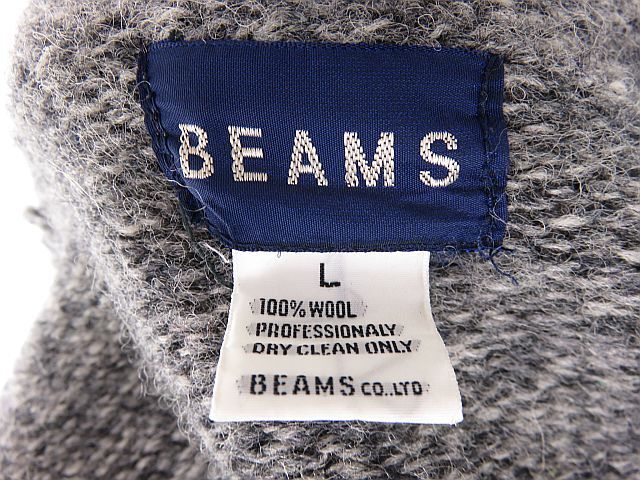 BEAMS
L
100% WOOL
PROFESSIONALY
DRY CLEAN ONLY
BEAMS CO.,LTD